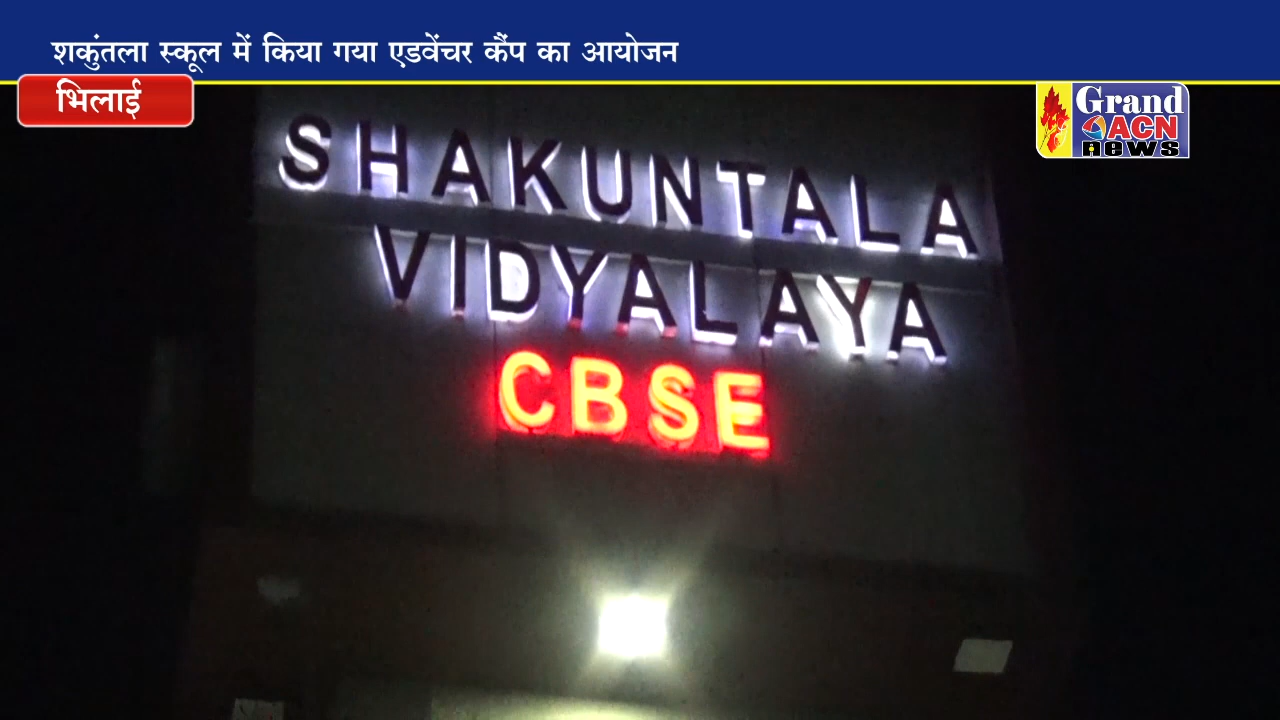 शकुंतला स्कूल में किया गया एडवेंचर कैंप का आयोजन
भिलाई
Grand
ACN
news
SHAKUNTALA
VIDYALAYA
CBSE